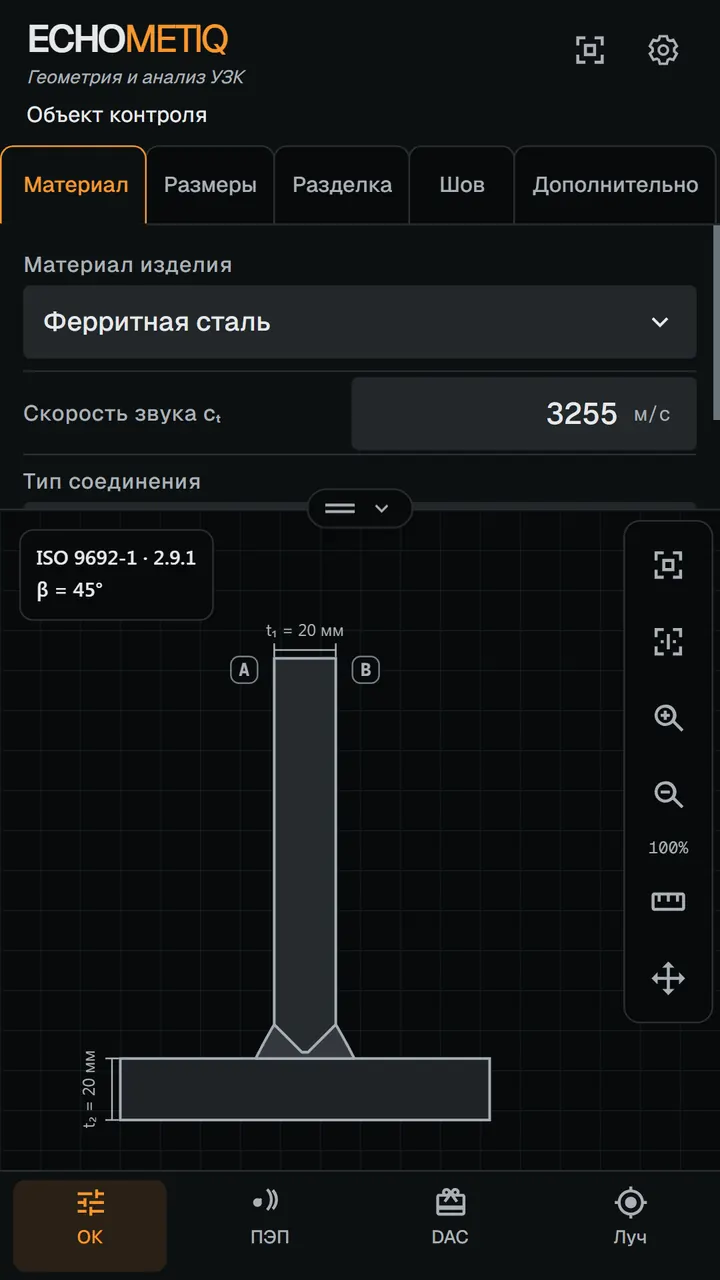 ECHOMETIQ
Геометрия и анализ УЗК
Объект контроля
Материал
Размеры
Разделка
Шов
Дополнительно
Материал изделия
Ферритная сталь
Скорость звука cₜ
3255 м/с
Тип соединения
ISO 9692-1 · 2.9.1
β = 45°
t₁ = 20 мм
A
B
100%
t₂ = 20 мм
ОК
ПЭП
DAC
Луч